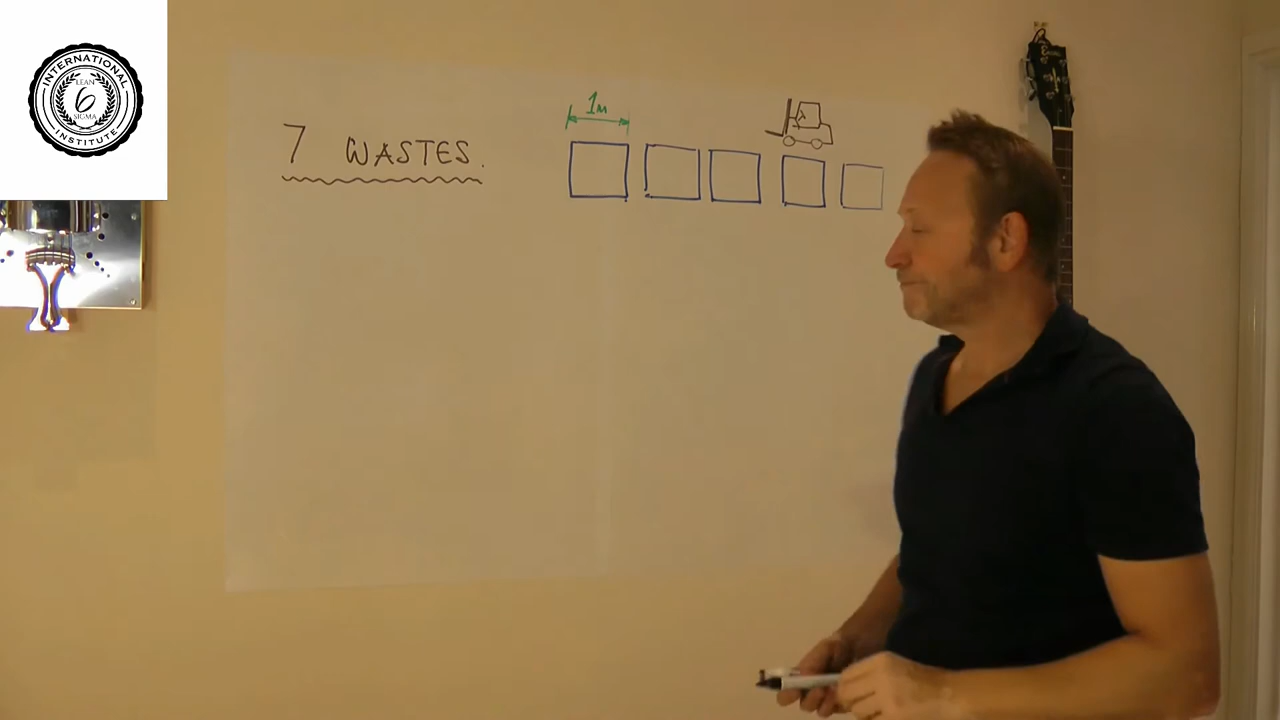 INTERNATIONAL
LEAN
6
SIGMA
INSTITUTE
7 WASTES.
1M